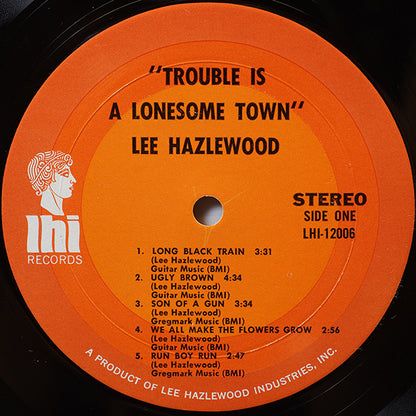 "TROUBLE IS
A LONESOME TOWN"
LEE HAZLEWOOD
lhi
RECORDS
STEREO
SIDE ONE
LHI-12006
1. LONG BLACK TRAIN 3:31
(Lee Hazlewood)
Guitar Music (BMI)
2. UGLY BROWN 4:34
(Lee Hazlewood)
Guitar Music (BMI)
3. SON OF A GUN 3:34
(Lee Hazlewood)
Gregmark Music (BMI)
4. WE ALL MAKE THE FLOWERS GROW 2:56
(Lee Hazlewood)
Guitar Music (BMI)
5. RUN BOY RUN 2:47
(Lee Hazlewood)
Gregmark Music (BMI)
A PRODUCT OF LEE HAZLEWOOD INDUSTRIES, INC.